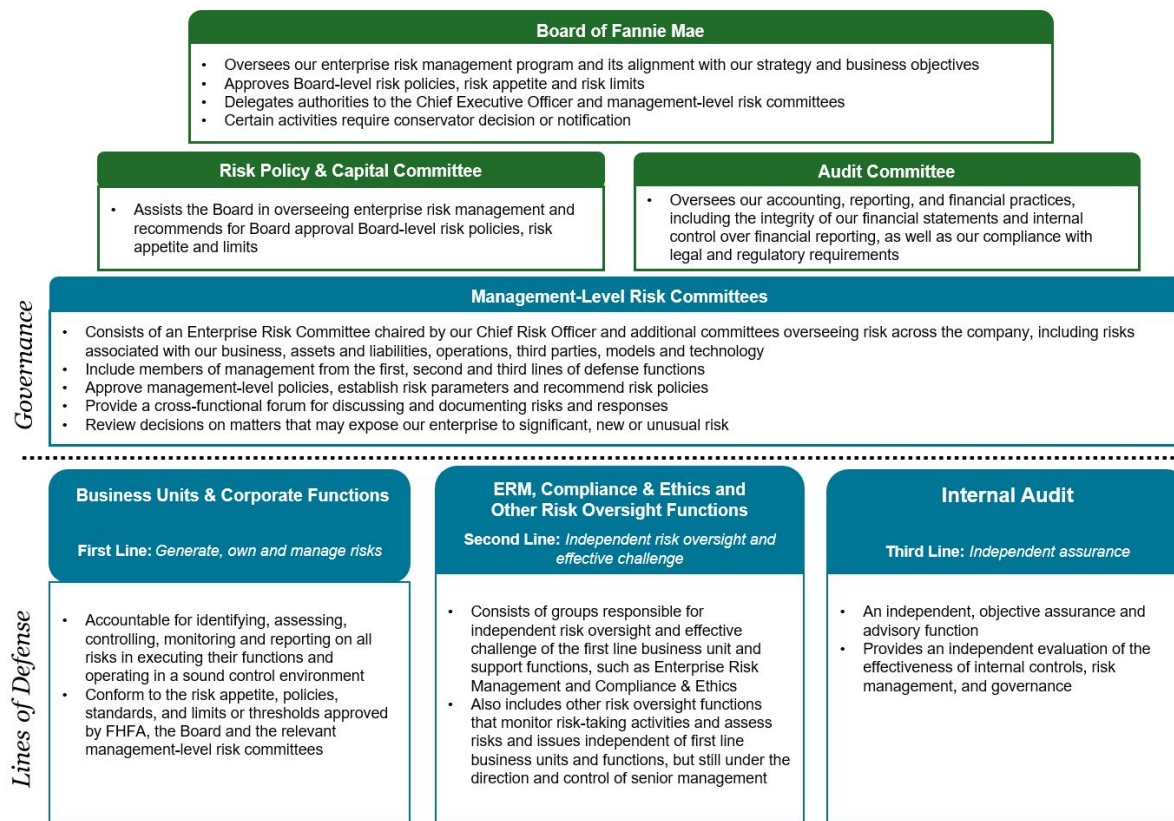 Board of Fannie Mae
• Oversees our enterprise risk management program and its alignment with our strategy and business objectives
• Approves Board-level risk policies, risk appetite and risk limits
• Delegates authorities to the Chief Executive Officer and management-level risk committees
• Certain activities require conservator decision or notification
Risk Policy & Capital Committee
• Assists the Board in overseeing enterprise risk management and
recommends for Board approval Board-level risk policies, risk
appetite and limits
Audit Committee
• Oversees our accounting, reporting, and financial practices,
including the integrity of our financial statements and internal
control over financial reporting, as well as our compliance with
legal and regulatory requirements
Governance
Management-Level Risk Committees
• Consists of an Enterprise Risk Committee chaired by our Chief Risk Officer and additional committees overseeing risk across the company, including risks
associated with our business, assets and liabilities, operations, third parties, models and technology
• Include members of management from the first, second and third lines of defense functions
• Approve management-level policies, establish risk parameters and recommend risk policies
• Provide a cross-functional forum for discussing and documenting risks and responses
• Review decisions on matters that may expose our enterprise to significant, new or unusual risk
Lines of Defense
Business Units & Corporate Functions
First Line: Generate, own and manage risks
• Accountable for identifying, assessing,
controlling, monitoring and reporting on all
risks in executing their functions and
operating in a sound control environment
• Conform to the risk appetite, policies,
standards, and limits or thresholds approved
by FHFA, the Board and the relevant
management-level risk committees
ERM, Compliance & Ethics and
Other Risk Oversight Functions
Second Line: Independent risk oversight and
effective challenge
• Consists of groups responsible for
independent risk oversight and effective
challenge of the first line business unit and
support functions, such as Enterprise Risk
Management and Compliance & Ethics
• Also includes other risk oversight functions
that monitor risk-taking activities and assess
risks and issues independent of first line
business units and functions, but still under the
direction and control of senior management
Internal Audit
Third Line: Independent assurance
• An independent, objective assurance and
advisory function
• Provides an independent evaluation of the
effectiveness of internal controls, risk
management, and governance